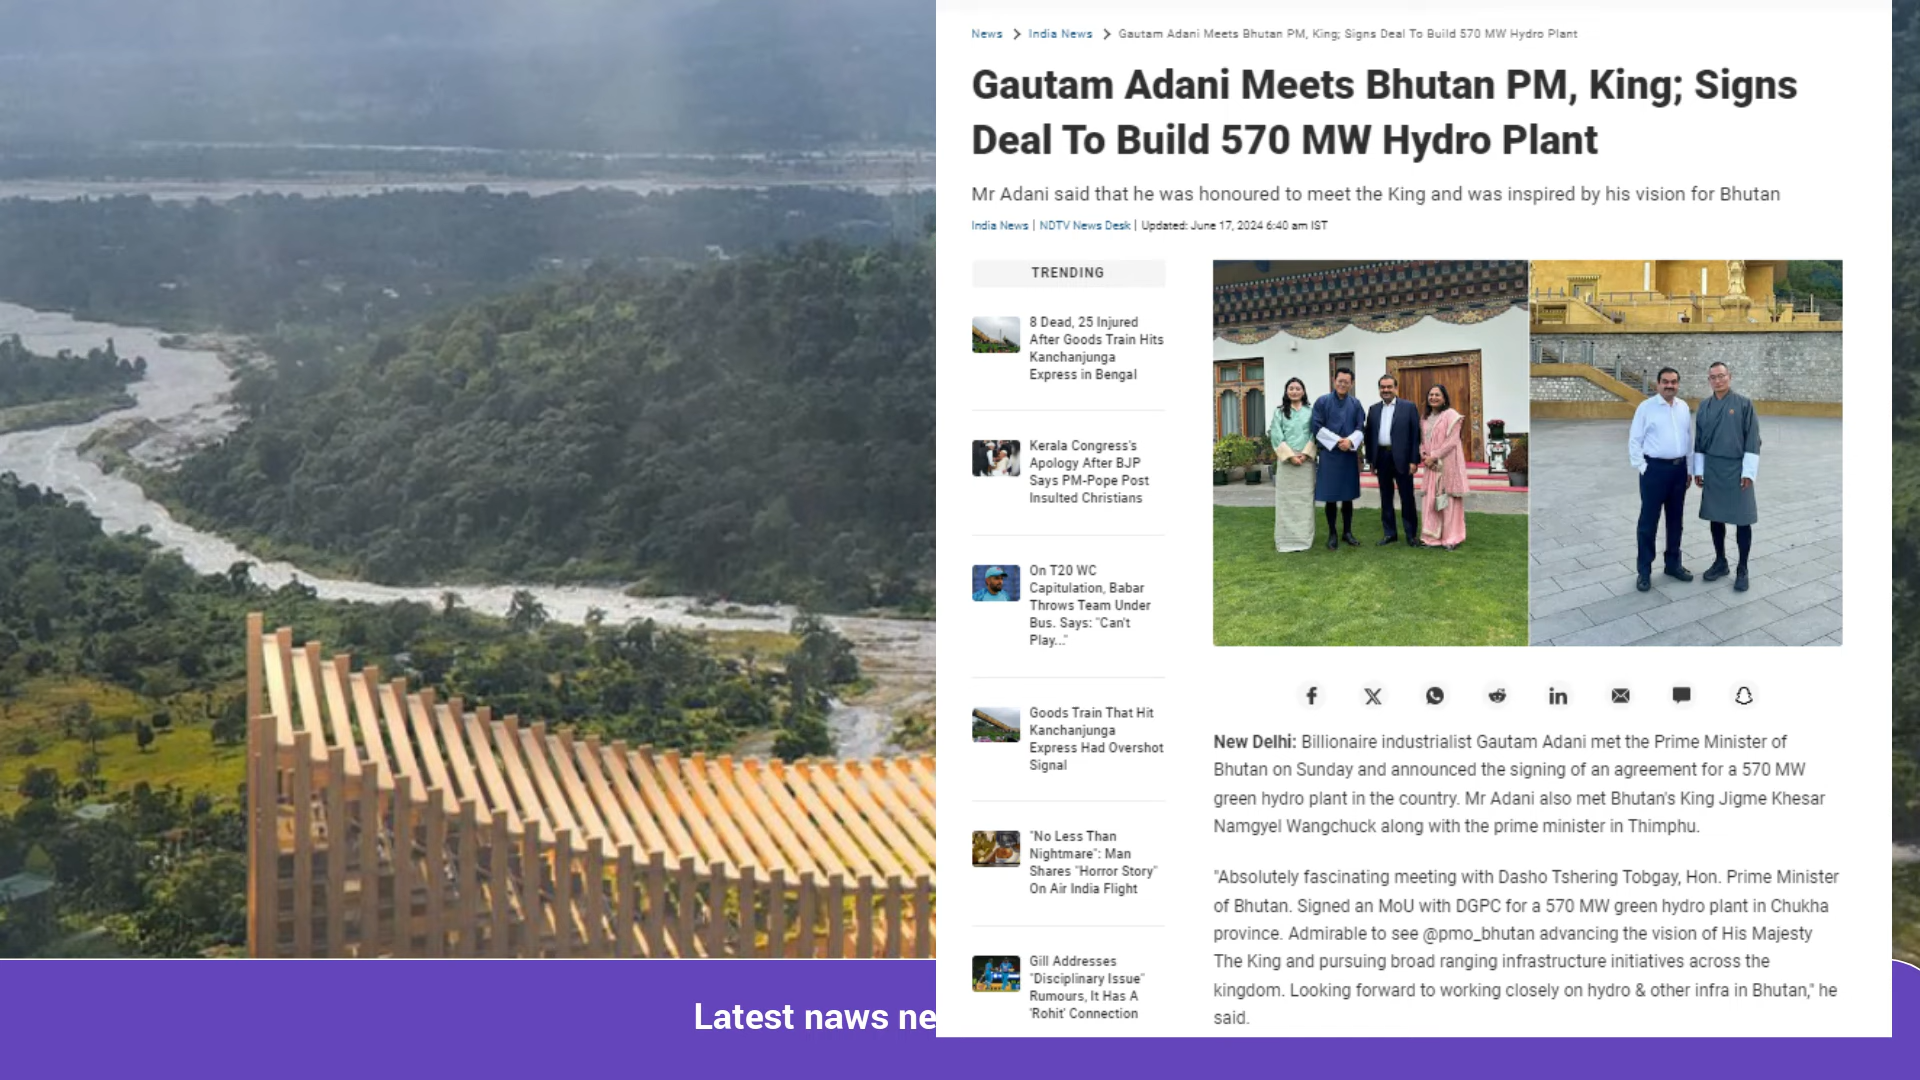 News > India News > Gautam Adani Meets Bhutan PM, King; Signs Deal To Build 570 MW Hydro Plant
Gautam Adani Meets Bhutan PM, King; Signs
Deal To Build 570 MW Hydro Plant
Mr Adani said that he was honoured to meet the King and was inspired by his vision for Bhutan
India News | NDTV News Desk | Updated: June 17, 2024 6:40 am IST
TRENDING
8 Dead, 25 Injured
After Goods Train Hits
Kanchanjunga
Express in Bengal
Kerala Congress's
Apology After BJP
Says PM-Pope Post
Insulted Christians
On T20 WC
Capitulation, Babar
Throws Team Under
Bus. Says: "Can't
Play..."
Goods Train That Hit
Kanchanjunga
Express Had Overshot
Signal
"No Less Than
Nightmare": Man
Shares "Horror Story"
On Air India Flight
Gill Addresses
"Disciplinary Issue"
Rumours, It Has A
'Rohit' Connection
New Delhi: Billionaire industrialist Gautam Adani met the Prime Minister of
Bhutan on Sunday and announced the signing of an agreement for a 570 MW
green hydro plant in the country. Mr Adani also met Bhutan's King Jigme Khesar
Namgyel Wangchuck along with the prime minister in Thimphu.
"Absolutely fascinating meeting with Dasho Tshering Tobgay, Hon. Prime Minister
of Bhutan. Signed an MoU with DGPC for a 570 MW green hydro plant in Chukha
province. Admirable to see @pmo_bhutan advancing the vision of His Majesty
The King and pursuing broad ranging infrastructure initiatives across the
kingdom. Looking forward to working closely on hydro & other infra in Bhutan," he
said.
Latest naws ne